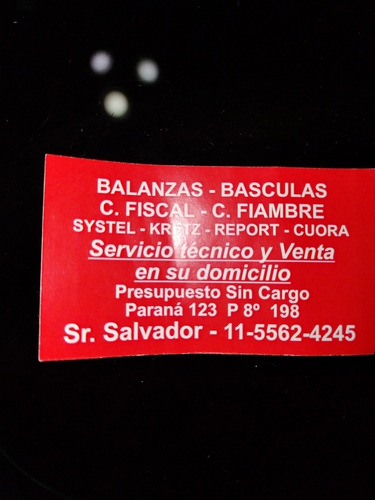 BALANZAS - BASCULAS
C. FISCAL - C. FIAMBRE
SYSTEL - KRETZ - REPORT - CUORA
Servicio técnico y Venta
en su domicilio
Presupuesto Sin Cargo
Paraná 123 P 8º 198
Sr. Salvador - 11-5562-4245